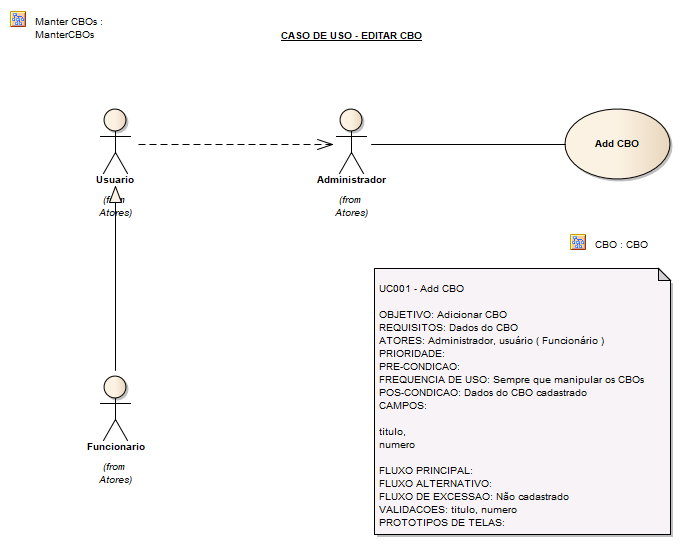 Manter CBOs :
ManterCBOs
CASO DE USO - EDITAR CBO
Usuario
(from
Atores)
Administrador
(from
Atores)
Add CBO
CBO : CBO
UC001 - Add CBO
OBJETIVO: Adicionar CBO
REQUISITOS: Dados do CBO
ATORES: Administrador, usuário ( Funcionário )
PRIORIDADE:
PRE-CONDICAO:
FREQUENCIA DE USO: Sempre que manipular os CBOs
POS-CONDICAO: Dados do CBO cadastrado
CAMPOS:
titulo,
numero
FLUXO PRINCIPAL:
FLUXO ALTERNATIVO:
FLUXO DE EXCESSAO: Não cadastrado
VALIDACOES: titulo, numero
PROTOTIPOS DE TELAS:
Funcionario
(from
Atores)